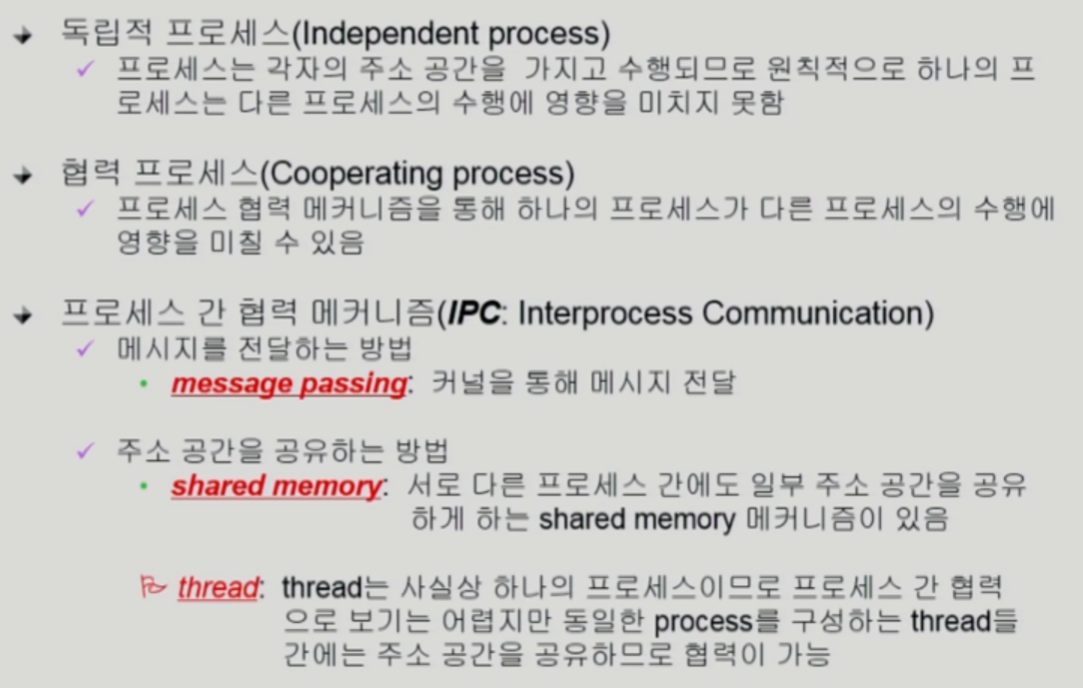 독립적 프로세스(Independent process)
프로세스는 각자의 주소 공간을 가지고 수행되므로 원칙적으로 하나의 프
로세스는 다른 프로세스의 수행에 영향을 미치지 못함
협력 프로세스(Cooperating process)
프로세스 협력 메커니즘을 통해 하나의 프로세스가 다른 프로세스의 수행에
영향을 미칠 수 있음
프로세스 간 협력 메커니즘(IPC: Interprocess Communication)
메시지를 전달하는 방법
message passing: 커널을 통해 메시지 전달
주소 공간을 공유하는 방법
shared memory: 서로 다른 프로세스 간에도 일부 주소 공간을 공유
하게 하는 shared memory 메커니즘이 있음
thread: thread는 사실상 하나의 프로세스이므로 프로세스 간 협력
으로 보기는 어렵지만 동일한 process를 구성하는 thread들
간에는 주소 공간을 공유하므로 협력이 가능